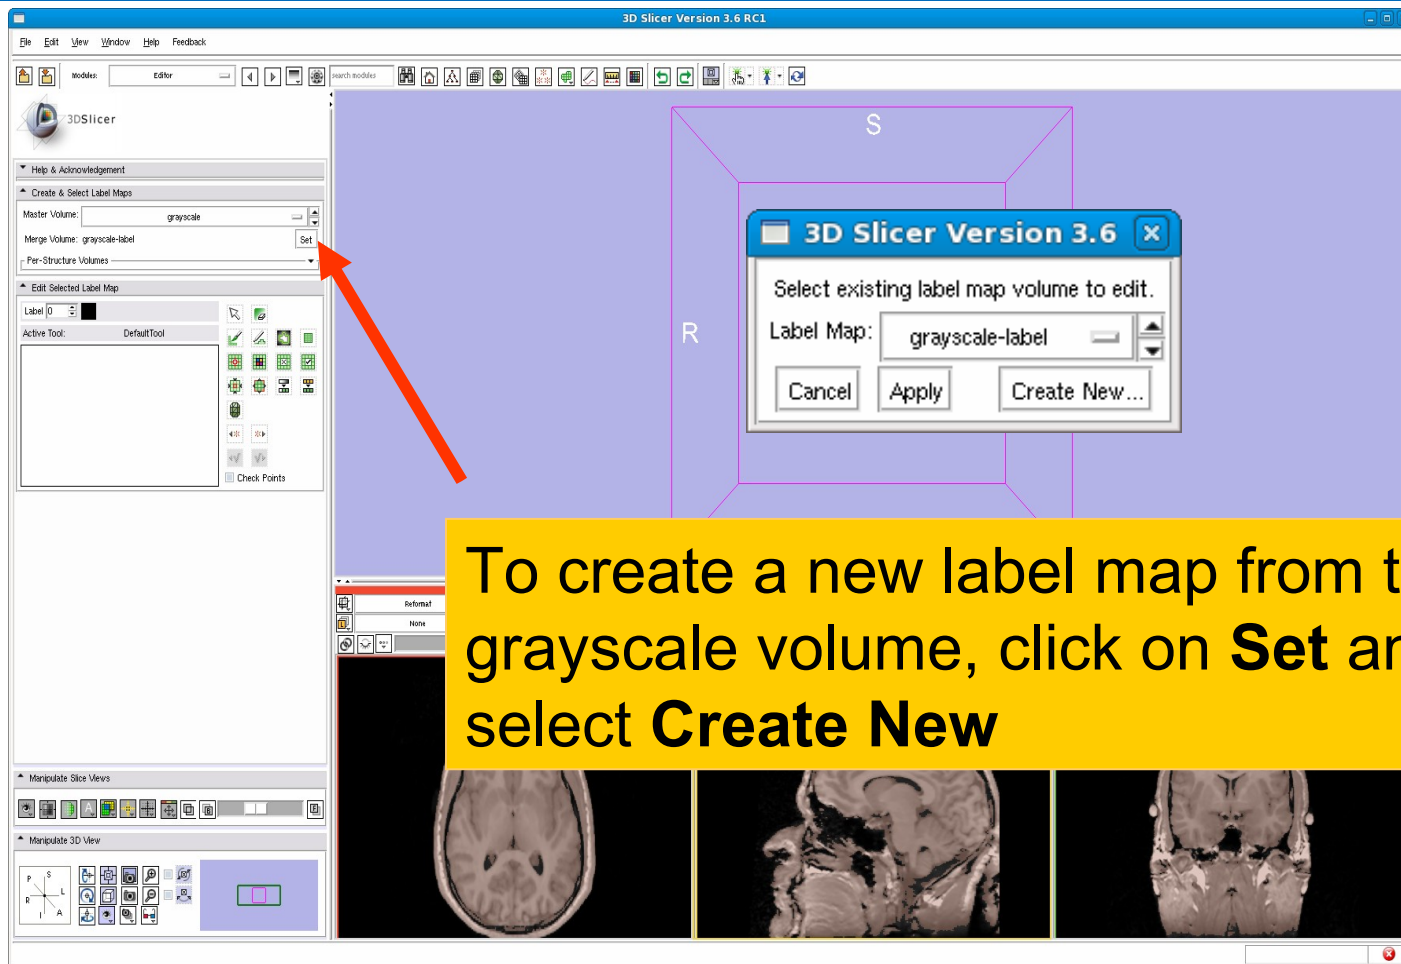 3D Slicer Version 3.6 RC1
File Edit View Window Help Feedback
Modules: Editor search modules
3DSlicer
Help & Acknowledgement
Create & Select Label Maps
Master Volume: grayscale
Merge Volume: grayscale-label Set
Per-Structure Volumes
Edit Selected Label Map
Label 0
Active Tool: DefaultTool
Check Points
S
R
3D Slicer Version 3.6
Select existing label map volume to edit.
Label Map: grayscale-label
Cancel Apply Create New...
To create a new label map from t
grayscale volume, click on Set an
select Create New
Reformat
None
Manipulate Slice Views
Manipulate 3D View
P S
R L
I A